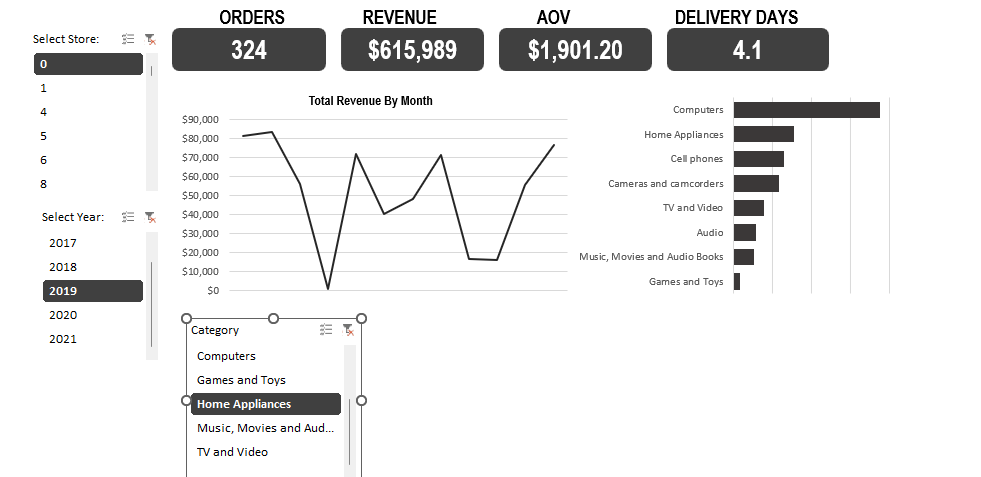 ORDERS REVENUE AOV DELIVERY DAYS
324 $615,989 $1,901.20 4.1
Select Store:
0
1
4
5
6
8
Select Year:
2017
2018
2019
2020
2021
Total Revenue By Month
$90,000
$80,000
$70,000
$60,000
$50,000
$40,000
$30,000
$20,000
$10,000
$0
Computers
Home Appliances
Cell phones
Cameras and camcorders
TV and Video
Audio
Music, Movies and Audio Books
Games and Toys
Category
Computers
Games and Toys
Home Appliances
Music, Movies and Aud...
TV and Video